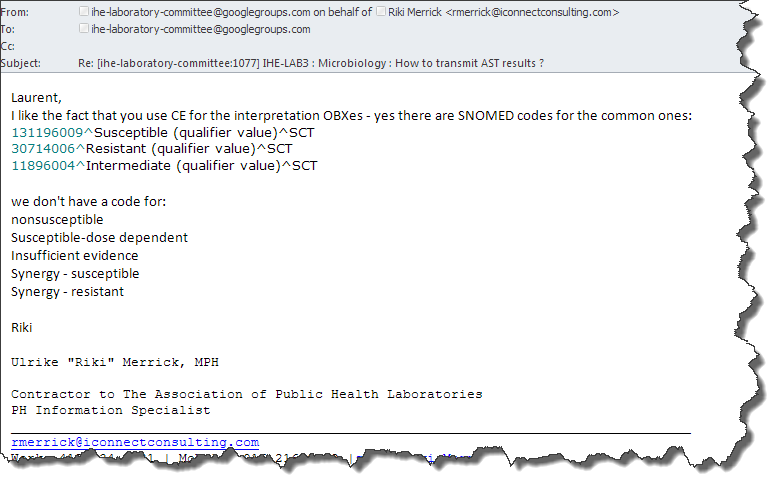 From: ihe-laboratory-committee@googlegroups.com on behalf of Riki Merrick <rmerrick@iconnectconsulting.com>
To: ihe-laboratory-committee@googlegroups.com
Cc:
Subject: Re: [ihe-laboratory-committee:1077] IHE-LAB3 : Microbiology : How to transmit AST results ?
Laurent,
I like the fact that you use CE for the interpretation OBXes - yes there are SNOMED codes for the common ones:
131196009^Susceptible (qualifier value)^SCT
30714006^Resistant (qualifier value)^SCT
11896004^Intermediate (qualifier value)^SCT
we don't have a code for:
nonsusceptible
Susceptible-dose dependent
Insufficient evidence
Synergy - susceptible
Synergy - resistant
Riki
Ulrike "Riki" Merrick, MPH
Contractor to The Association of Public Health Laboratories
PH Information Specialist
rmerrick@iconnectconsulting.com